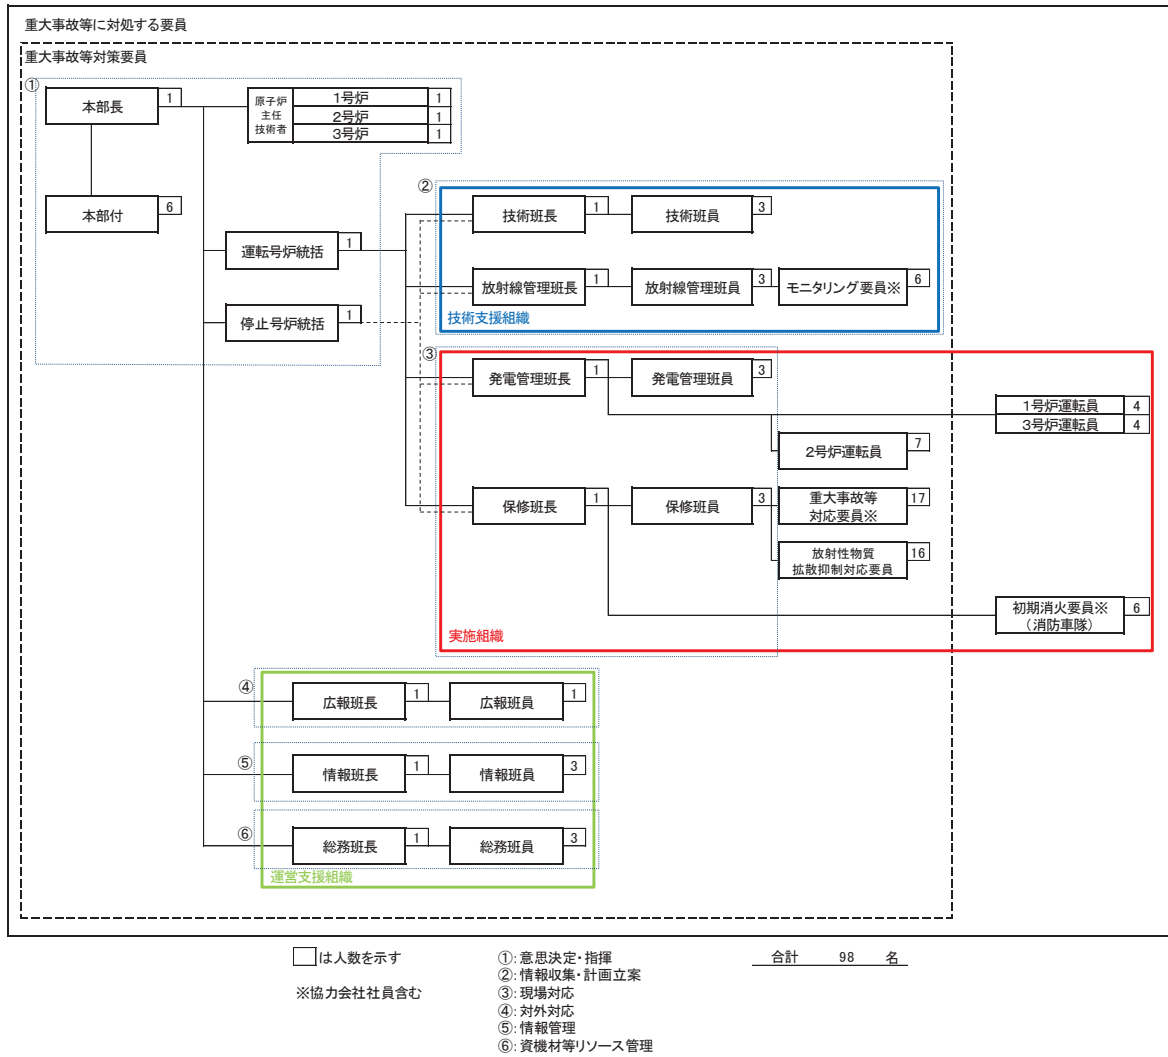 重大事故等に対処する要員
重大事故等対策要員
①
本部長
1
原子炉
主任
技術者
1号炉
1
2号炉
1
3号炉
1
本部付
6
運転号炉統括
1
停止号炉統括
1
②
技術班長
1
技術班員
3
放射線管理班長
1
放射線管理班員
3
モニタリング要員※
6
技術支援組織
③
発電管理班長
1
発電管理班員
3
1号炉運転員
4
3号炉運転員
4
2号炉運転員
7
保修班長
1
保修班員
3
重大事故等
対応要員※
17
放射性物質
拡散抑制対応要員
16
初期消火要員※
(消防車隊)
6
実施組織
④
広報班長
1
広報班員
1
⑤
情報班長
1
情報班員
3
⑥
総務班長
1
総務班員
3
運営支援組織
は人数を示す
※協力会社社員含む
①:意思決定・指揮
②:情報収集・計画立案
③:現場対応
④:対外対応
⑤:情報管理
⑥:資機材等リソース管理
合計 98 名